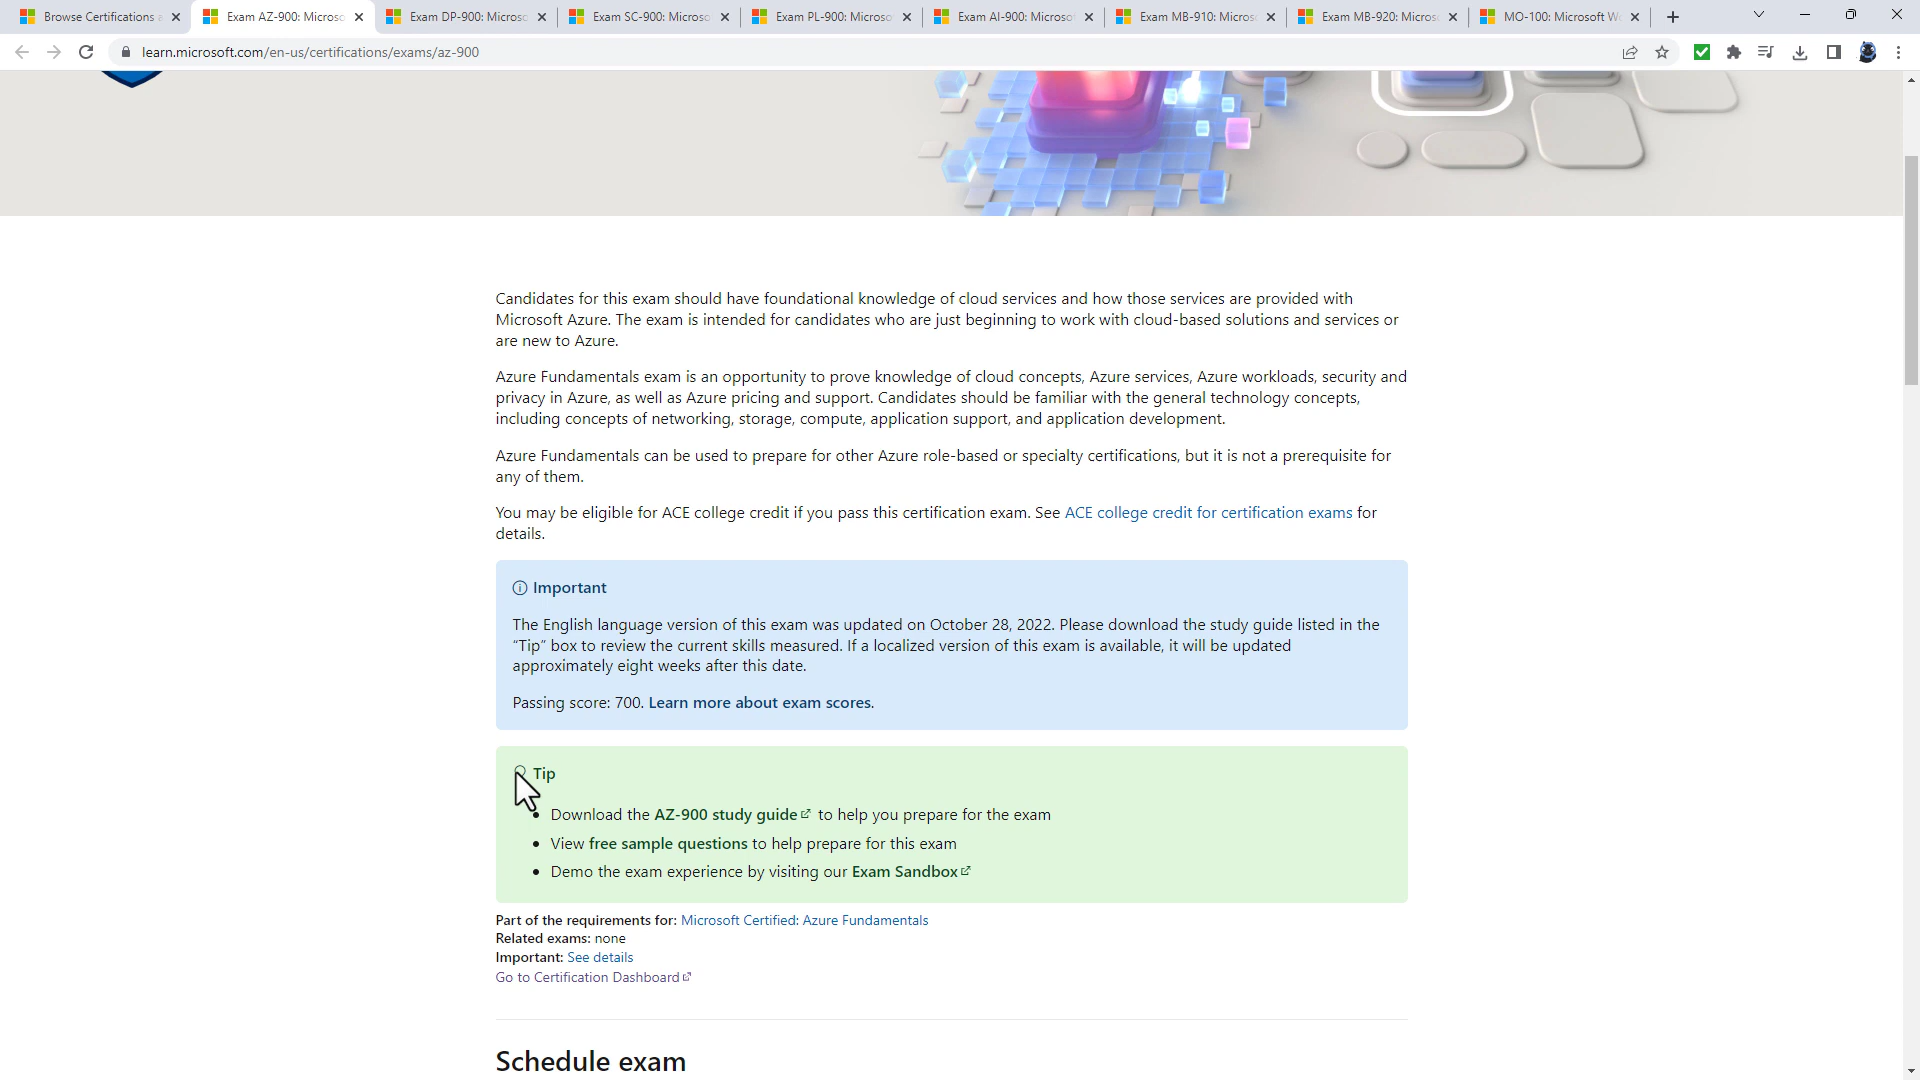 Browse Certifications a
Exam AZ-900: Microso
Exam DP-900: Microso
Exam SC-900: Microso
Exam PL-900: Microso
Exam AI-900: Microsof
Exam MB-910: Micros
Exam MB-920: Micros
MO-100: Microsoft W
learn.microsoft.com/en-us/certifications/exams/az-900
Candidates for this exam should have foundational knowledge of cloud services and how those services are provided with
Microsoft Azure. The exam is intended for candidates who are just beginning to work with cloud-based solutions and services or
are new to Azure.
Azure Fundamentals exam is an opportunity to prove knowledge of cloud concepts, Azure services, Azure workloads, security and
privacy in Azure, as well as Azure pricing and support. Candidates should be familiar with the general technology concepts,
including concepts of networking, storage, compute, application support, and application development.
Azure Fundamentals can be used to prepare for other Azure role-based or specialty certifications, but it is not a prerequisite for
any of them.
You may be eligible for ACE college credit if you pass this certification exam. See ACE college credit for certification exams for
details.
Important
The English language version of this exam was updated on October 28, 2022. Please download the study guide listed in the
“Tip” box to review the current skills measured. If a localized version of this exam is available, it will be updated
approximately eight weeks after this date.
Passing score: 700. Learn more about exam scores.
Tip
• Download the AZ-900 study guide to help you prepare for the exam
• View free sample questions to help prepare for this exam
• Demo the exam experience by visiting our Exam Sandbox
Part of the requirements for: Microsoft Certified: Azure Fundamentals
Related exams: none
Important: See details
Go to Certification Dashboard
Schedule exam